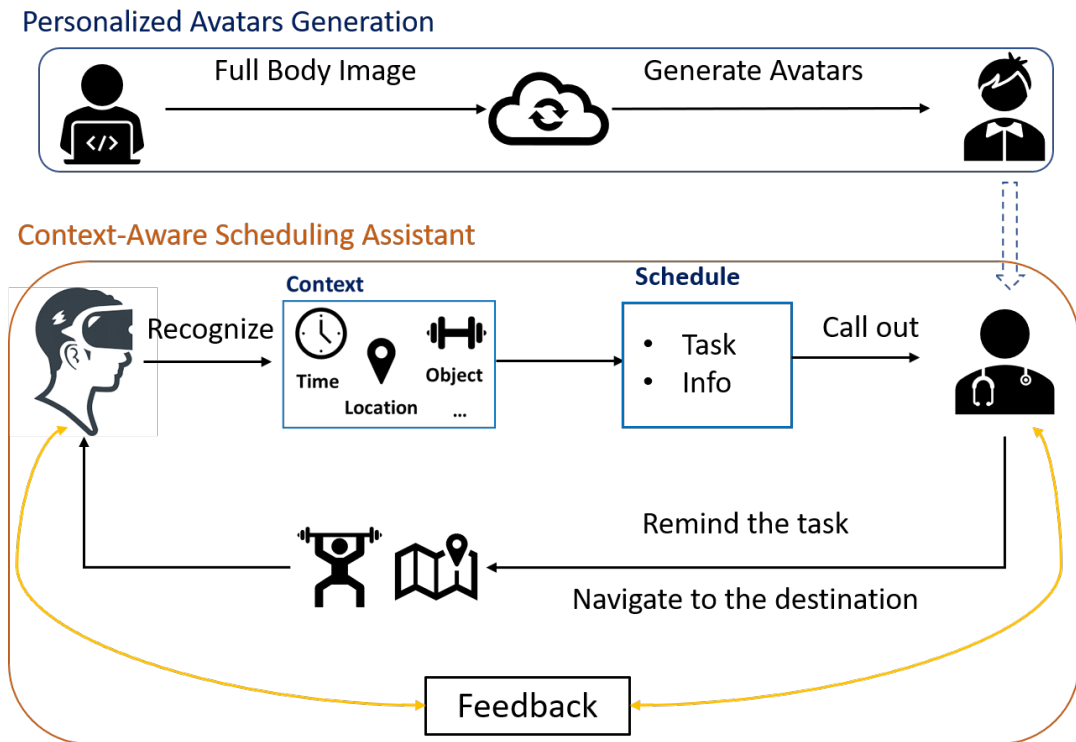 Personalized Avatars Generation
Full Body Image
Generate Avatars
</>
Context-Aware Scheduling Assistant
Context
Schedule
Recognize
Time
Location
Object
...
• Task
• Info
Call out
Remind the task
Navigate to the destination
Feedback